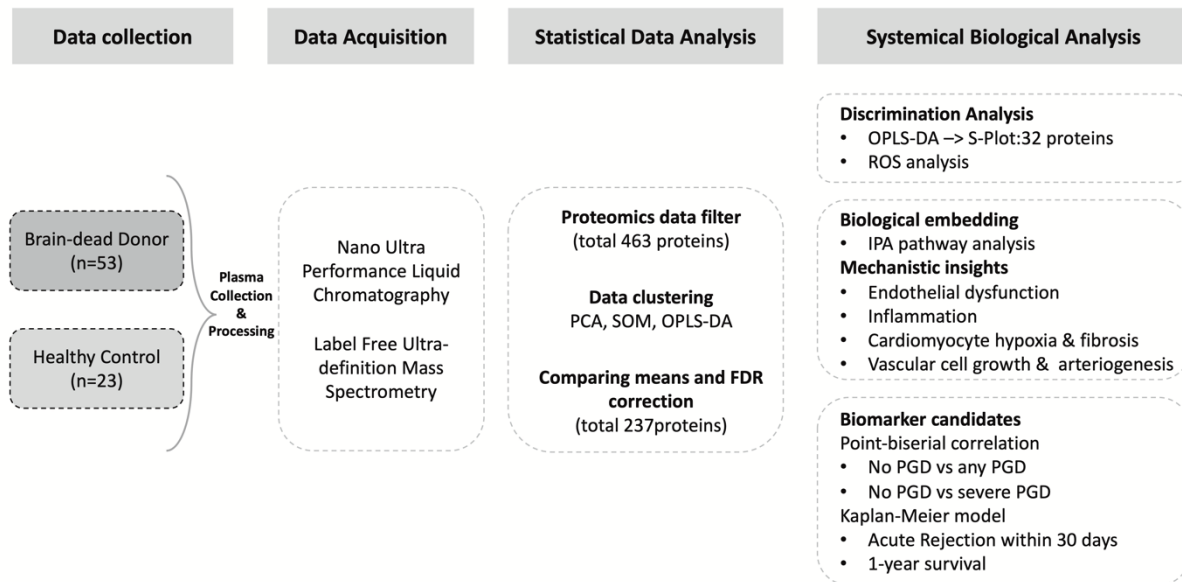 Data collection
Data Acquisition
Statistical Data Analysis
Systemical Biological Analysis
Brain-dead Donor
(n=53)
Healthy Control
(n=23)
Plasma
Collection
&
Processing
Nano Ultra
Performance Liquid
Chromatography
Label Free Ultra-
definition Mass
Spectrometry
Proteomics data filter
(total 463 proteins)
Data clustering
PCA, SOM, OPLS-DA
Comparing means and FDR
correction
(total 237proteins)
Discrimination Analysis
• OPLS-DA –> S-Plot:32 proteins
• ROS analysis
Biological embedding
• IPA pathway analysis
Mechanistic insights
• Endothelial dysfunction
• Inflammation
• Cardiomyocyte hypoxia & fibrosis
• Vascular cell growth & arteriogenesis
Biomarker candidates
Point-biserial correlation
• No PGD vs any PGD
• No PGD vs severe PGD
Kaplan-Meier model
• Acute Rejection within 30 days
• 1-year survival